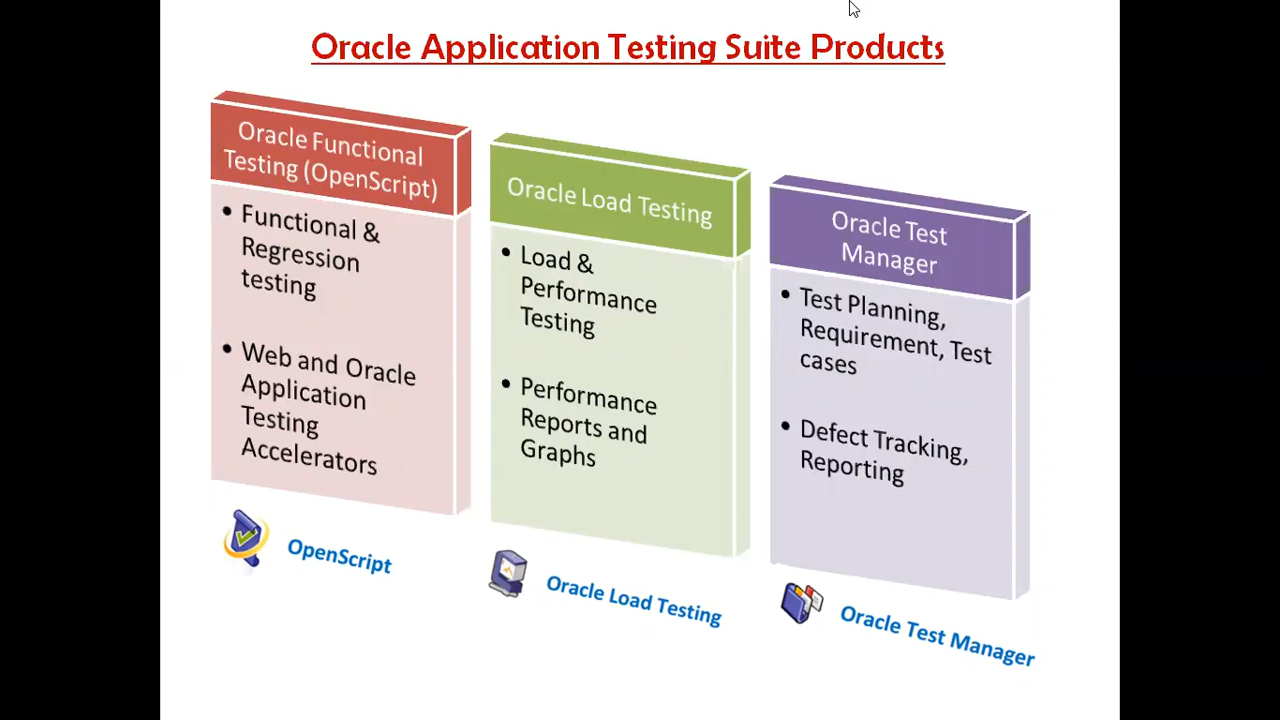 Oracle Application Testing Suite Products
Oracle Functional
Testing (OpenScript)
• Functional &
Regression
testing
• Web and Oracle
Application
Testing
Accelerators
OpenScript
Oracle Load Testing
• Load &
Performance
Testing
• Performance
Reports and
Graphs
Oracle Load Testing
Oracle Test
Manager
• Test Planning,
Requirement, Test
cases
• Defect Tracking,
Reporting
Oracle Test Manager